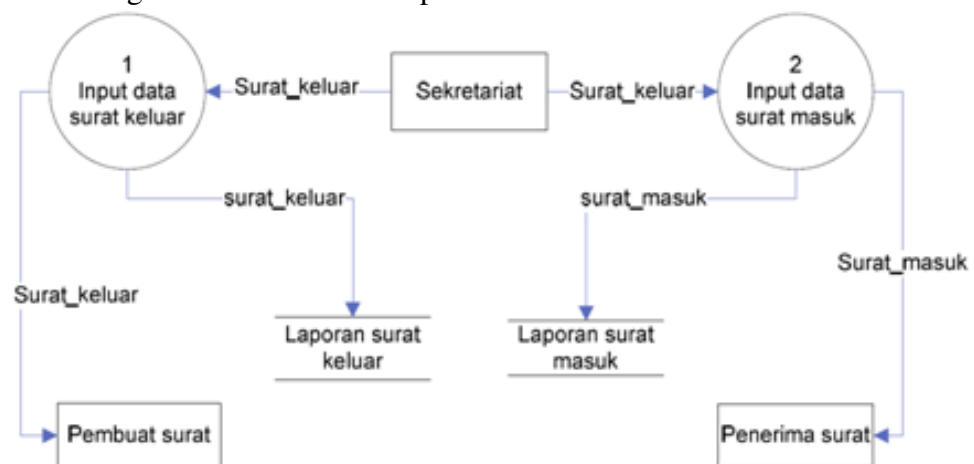 1
Input data
surat keluar
Surat_keluar
Sekretariat
Surat_keluar
2
Input data
surat masuk
surat_keluar
surat_masuk
Surat_keluar
Surat_masuk
Laporan surat
keluar
Laporan surat
masuk
Pembuat surat
Penerima surat